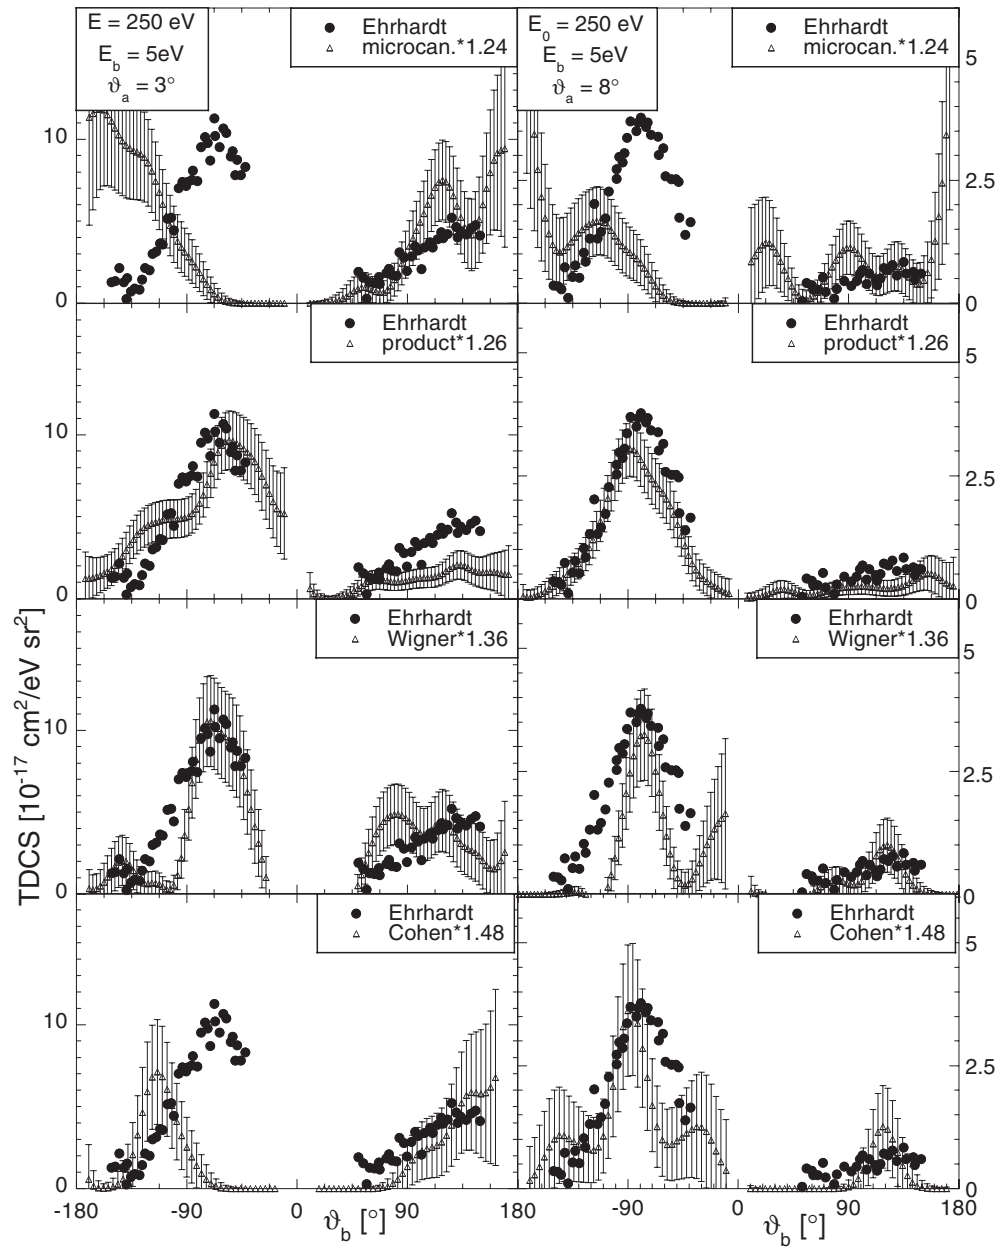 E = 250 eV
E_b = 5eV
ϑ_a = 3°
Ehrhardt
microcan.*1.24
E_0 = 250 eV
E_b = 5eV
ϑ_a = 8°
Ehrhardt
microcan.*1.24
5
10
2.5
0
0
Ehrhardt
product*1.26
Ehrhardt
product*1.26
5
10
2.5
0
0
Ehrhardt
Wigner*1.36
Ehrhardt
Wigner*1.36
5
10
2.5
0
0
Ehrhardt
Cohen*1.48
Ehrhardt
Cohen*1.48
5
10
2.5
0
0
TDCS [10^-17 cm^2/eV sr^2]
-180 -90 0 90 180 -90 0 90 180
ϑ_b [°]
ϑ_b [°]